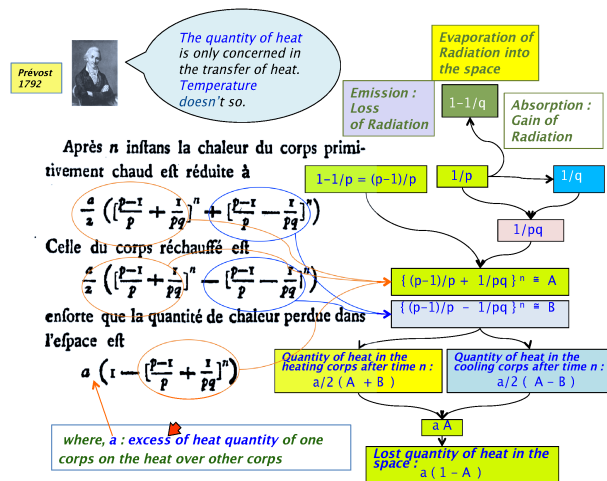 The quantity of heat
is only concerned in
the transfer of heat.
Temperature
doesn't so.
Prévost
1792
Evaporation of
Radiation into
the space
Emission :
Loss
of Radiation
1-1/q
Absorption :
Gain of
Radiation
Après n inſtans la chaleur du corps primi-
tivement chaud eſt réduite à
1-1/p = (p-1)/p
1/p
1/q
a/2 ([p-1/p + 1/pq]ⁿ + [p-1/p - 1/pq]ⁿ)
1/pq
Celle du corps réchauffé eſt
a/2 ([p-1/p + 1/pq]ⁿ - [p-1/p - 1/pq]ⁿ)
{ (p-1)/p + 1/pq } ⁿ ≅ A
{ (p-1)/p - 1/pq } ⁿ ≅ B
enſorte que la quantité de chaleur perdue dans
l'eſpace eſt
a (1 - [p-1/p + 1/pq]ⁿ)
Quantity of heat in the
heating corps after time n :
a/2 ( A + B )
Quantity of heat in the
cooling corps after time n :
a/2 ( A - B )
a A
where, a : excess of heat quantity of one
corps on the heat over other corps
Lost quantity of heat in the
space :
a ( 1 - A )